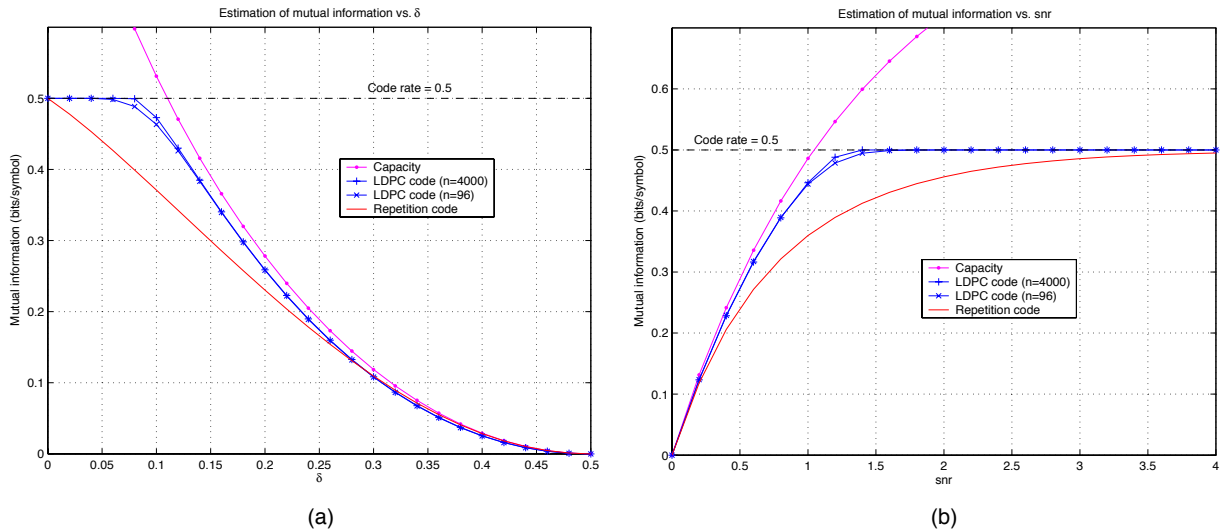 Estimation of mutual information vs. δ
Mutual information (bits/symbol)
0.5
0.4
0.3
0.2
0.1
0
Code rate = 0.5
Capacity
LDPC code (n=4000)
LDPC code (n=96)
Repetition code
0 0.05 0.1 0.15 0.2 0.25 0.3 0.35 0.4 0.45 0.5
δ
(a)
Estimation of mutual information vs. snr
Mutual information (bits/symbol)
0.6
0.5
0.4
0.3
0.2
0.1
0
Code rate = 0.5
Capacity
LDPC code (n=4000)
LDPC code (n=96)
Repetition code
0 0.5 1 1.5 2 2.5 3 3.5 4
snr
(b)